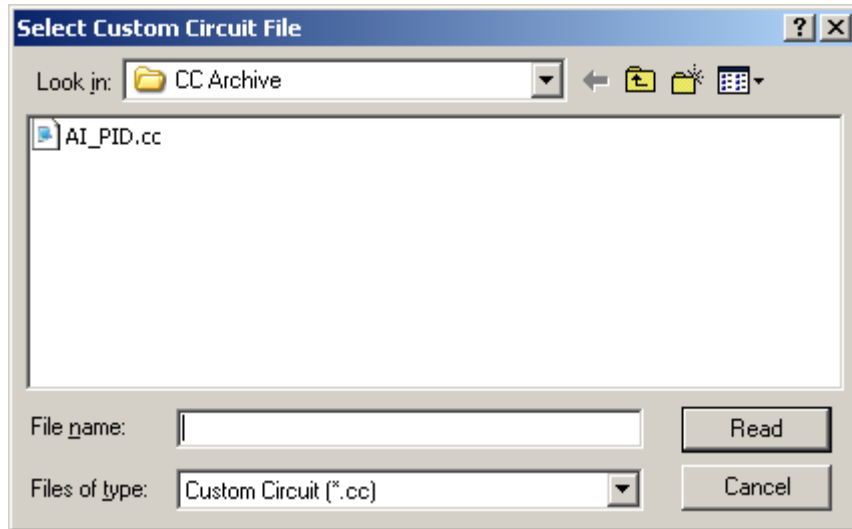 Select Custom Circuit File
Look in: CC Archive
AI_PID.cc
File name: Read
Files of type: Custom Circuit (*.cc) Cancel